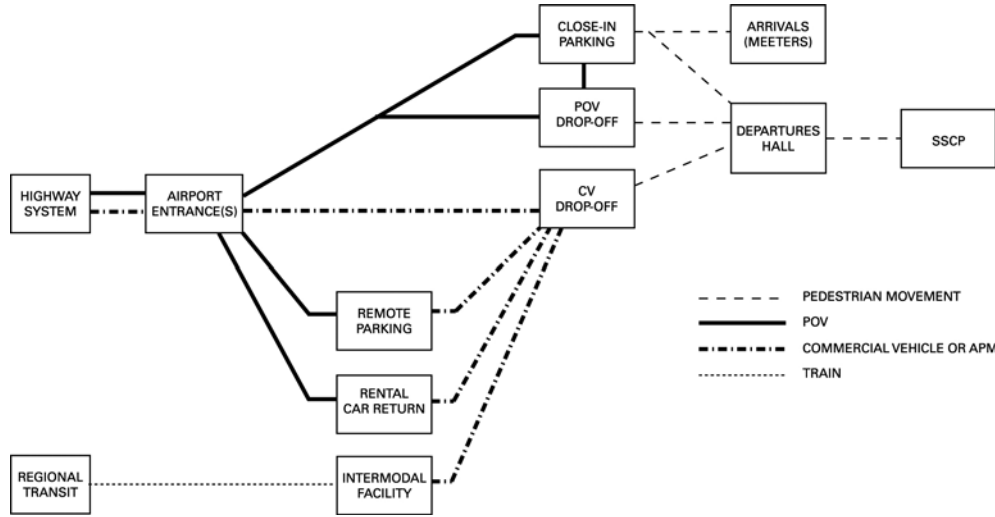 CLOSE-IN
PARKING
ARRIVALS
(MEETERS)
POV
DROP-OFF
DEPARTURES
HALL
SSCP
HIGHWAY
SYSTEM
AIRPORT
ENTRANCE(S)
CV
DROP-OFF
REMOTE
PARKING
RENTAL
CAR RETURN
REGIONAL
TRANSIT
INTERMODAL
FACILITY
PEDESTRIAN MOVEMENT
POV
COMMERCIAL VEHICLE OR APM
TRAIN